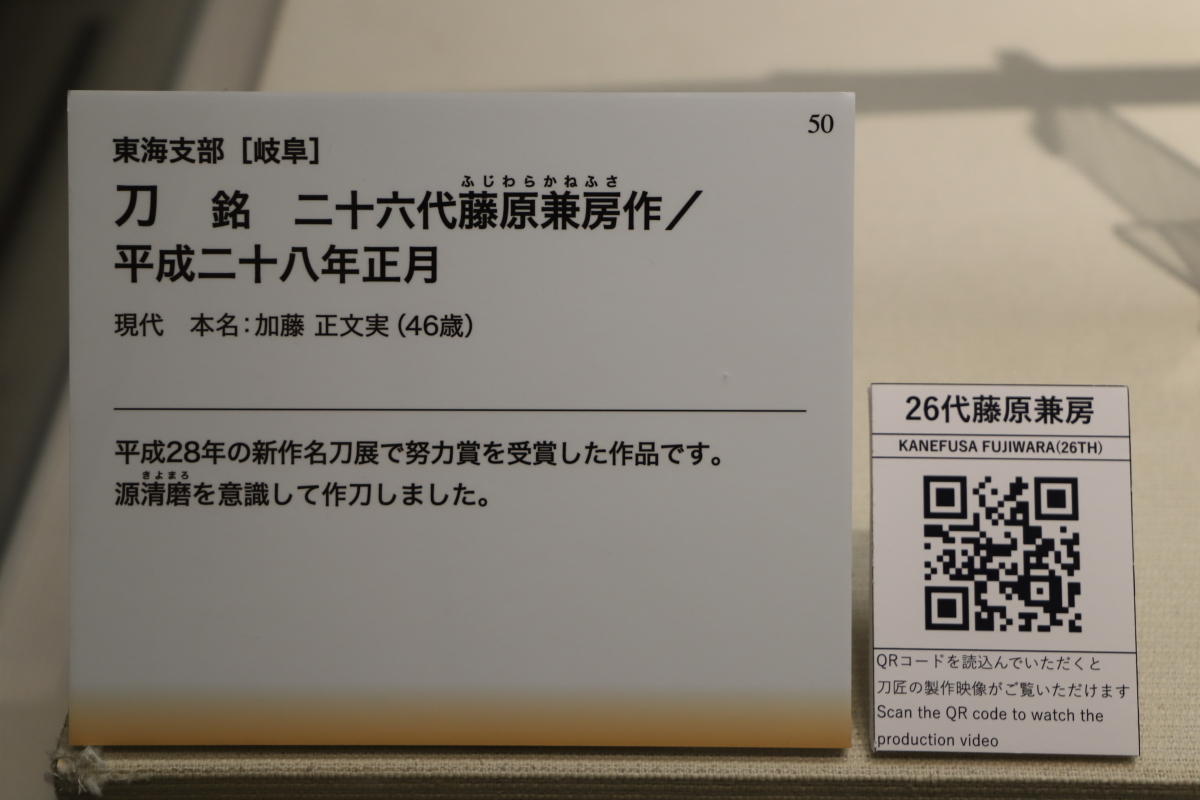 50
東海支部［岐阜］
ふじわらかねふさ
刀　銘　二十六代藤原兼房作／
平成二十八年正月
現代　本名：加藤 正文実（46歳）
平成28年の新作名刀展で努力賞を受賞した作品です。
きよまろ
源清磨を意識して作刀しました。
26代藤原兼房
KANEFUSA FUJIWARA(26TH)
QRコードを読込んでいただくと
刀匠の製作映像がご覧いただけます
Scan the QR code to watch the
production video